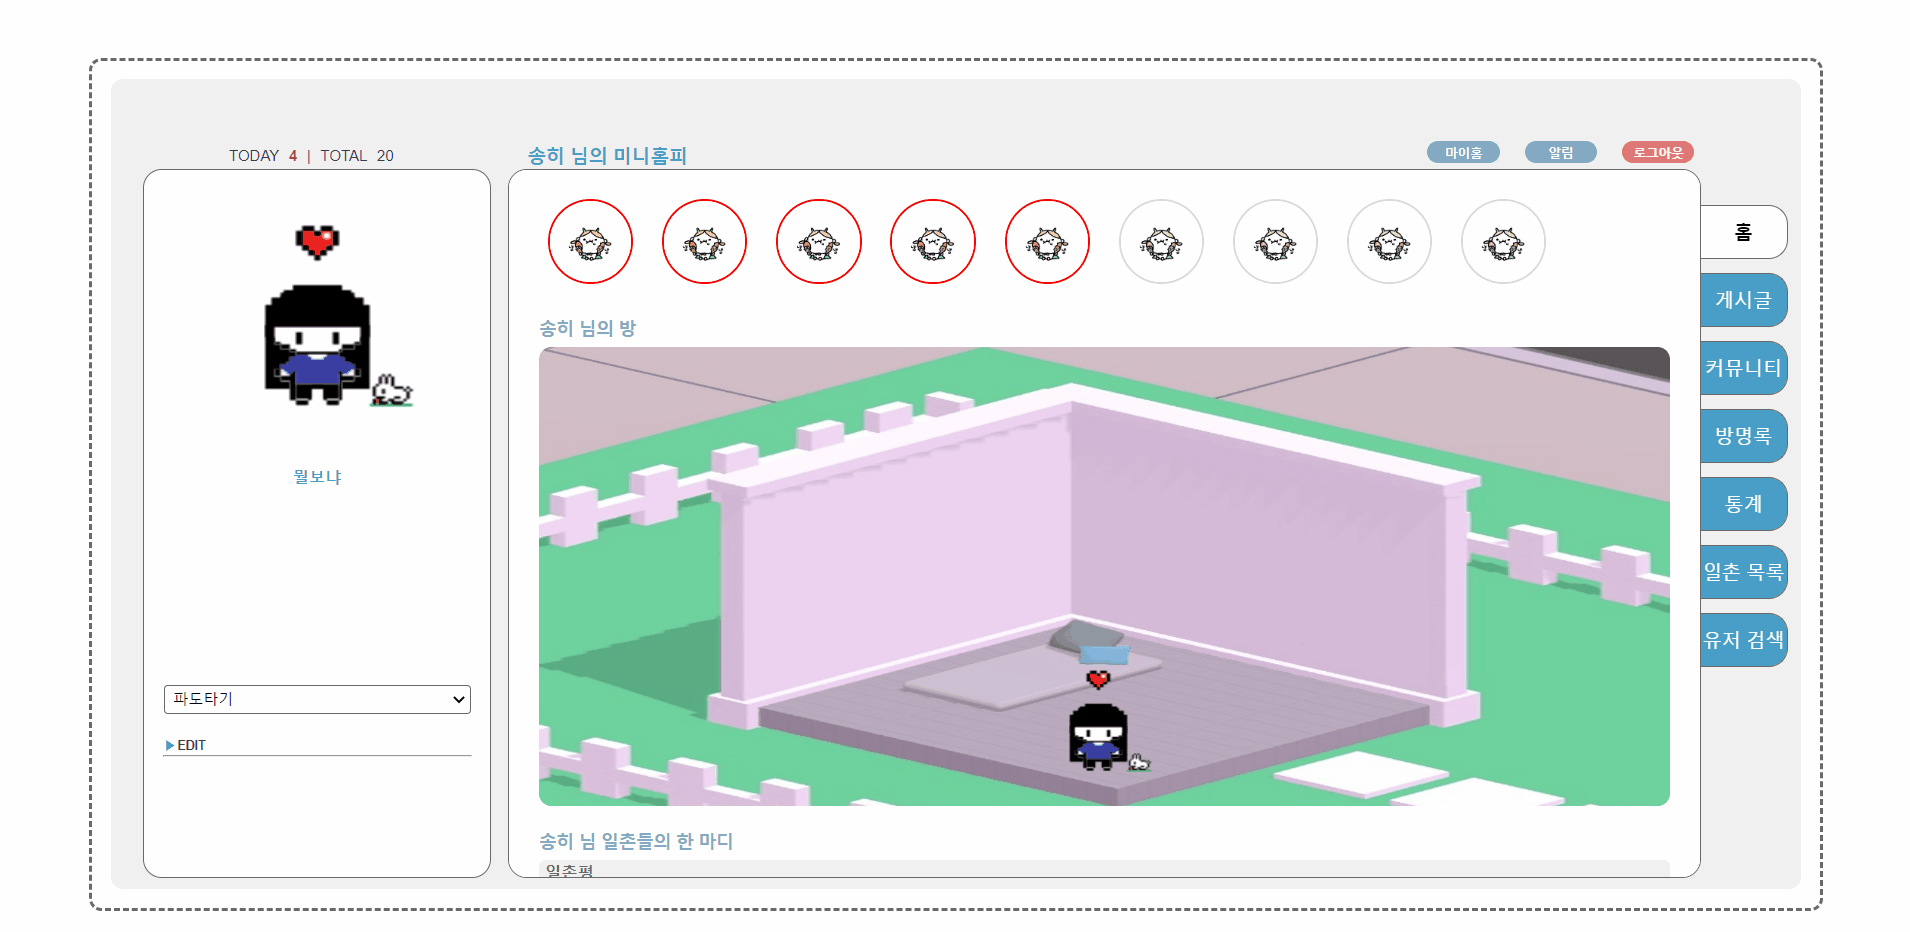 TODAY 4 | TOTAL 20
송히 님의 미니홈피
마이홈
알림
로그아웃
뭘보냐
파도타기
EDIT
송히 님의 방
송히 님 일촌들의 한 마디
일촌평
홈
게시글
커뮤니티
방명록
통계
일촌 목록
유저 검색